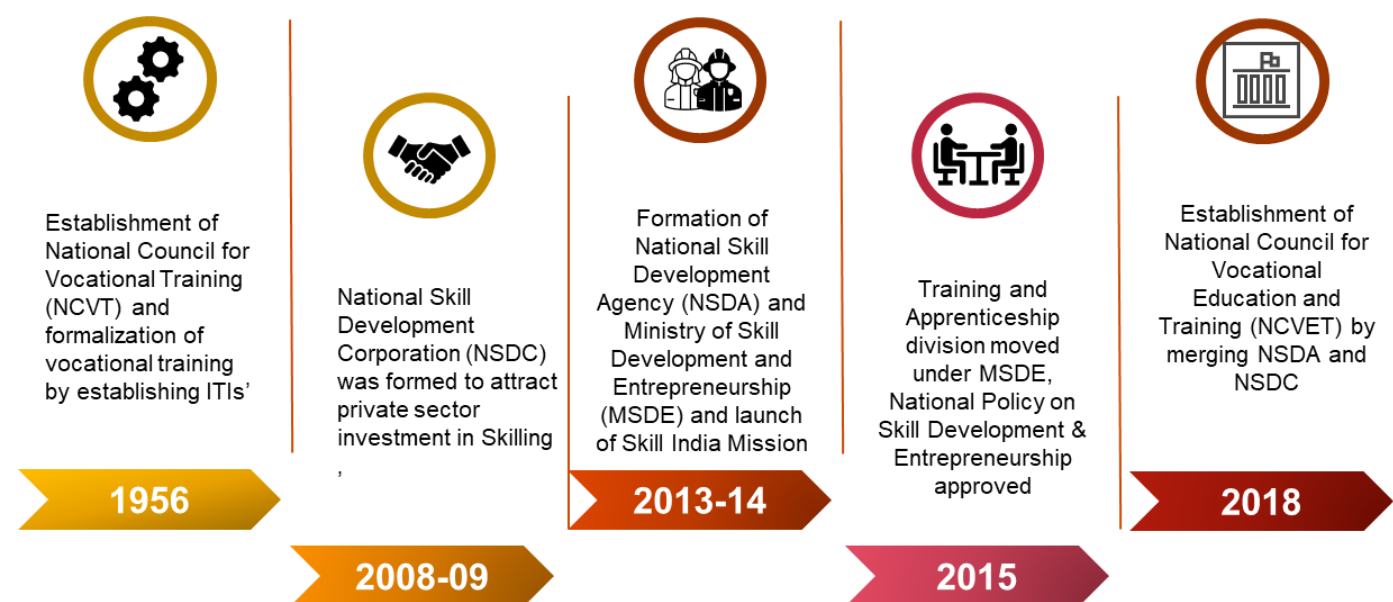 Establishment of
National Council for
Vocational Training
(NCVT) and
formalization of
vocational training
by establishing ITIs’
1956
National Skill
Development
Corporation (NSDC)
was formed to attract
private sector
investment in Skilling
,
2008-09
Formation of
National Skill
Development
Agency (NSDA) and
Ministry of Skill
Development and
Entrepreneurship
(MSDE) and launch
of Skill India Mission
2013-14
Training and
Apprenticeship
division moved
under MSDE,
National Policy on
Skill Development &
Entrepreneurship
approved
2015
Establishment of
National Council for
Vocational
Education and
Training (NCVET) by
merging NSDA and
NSDC
2018